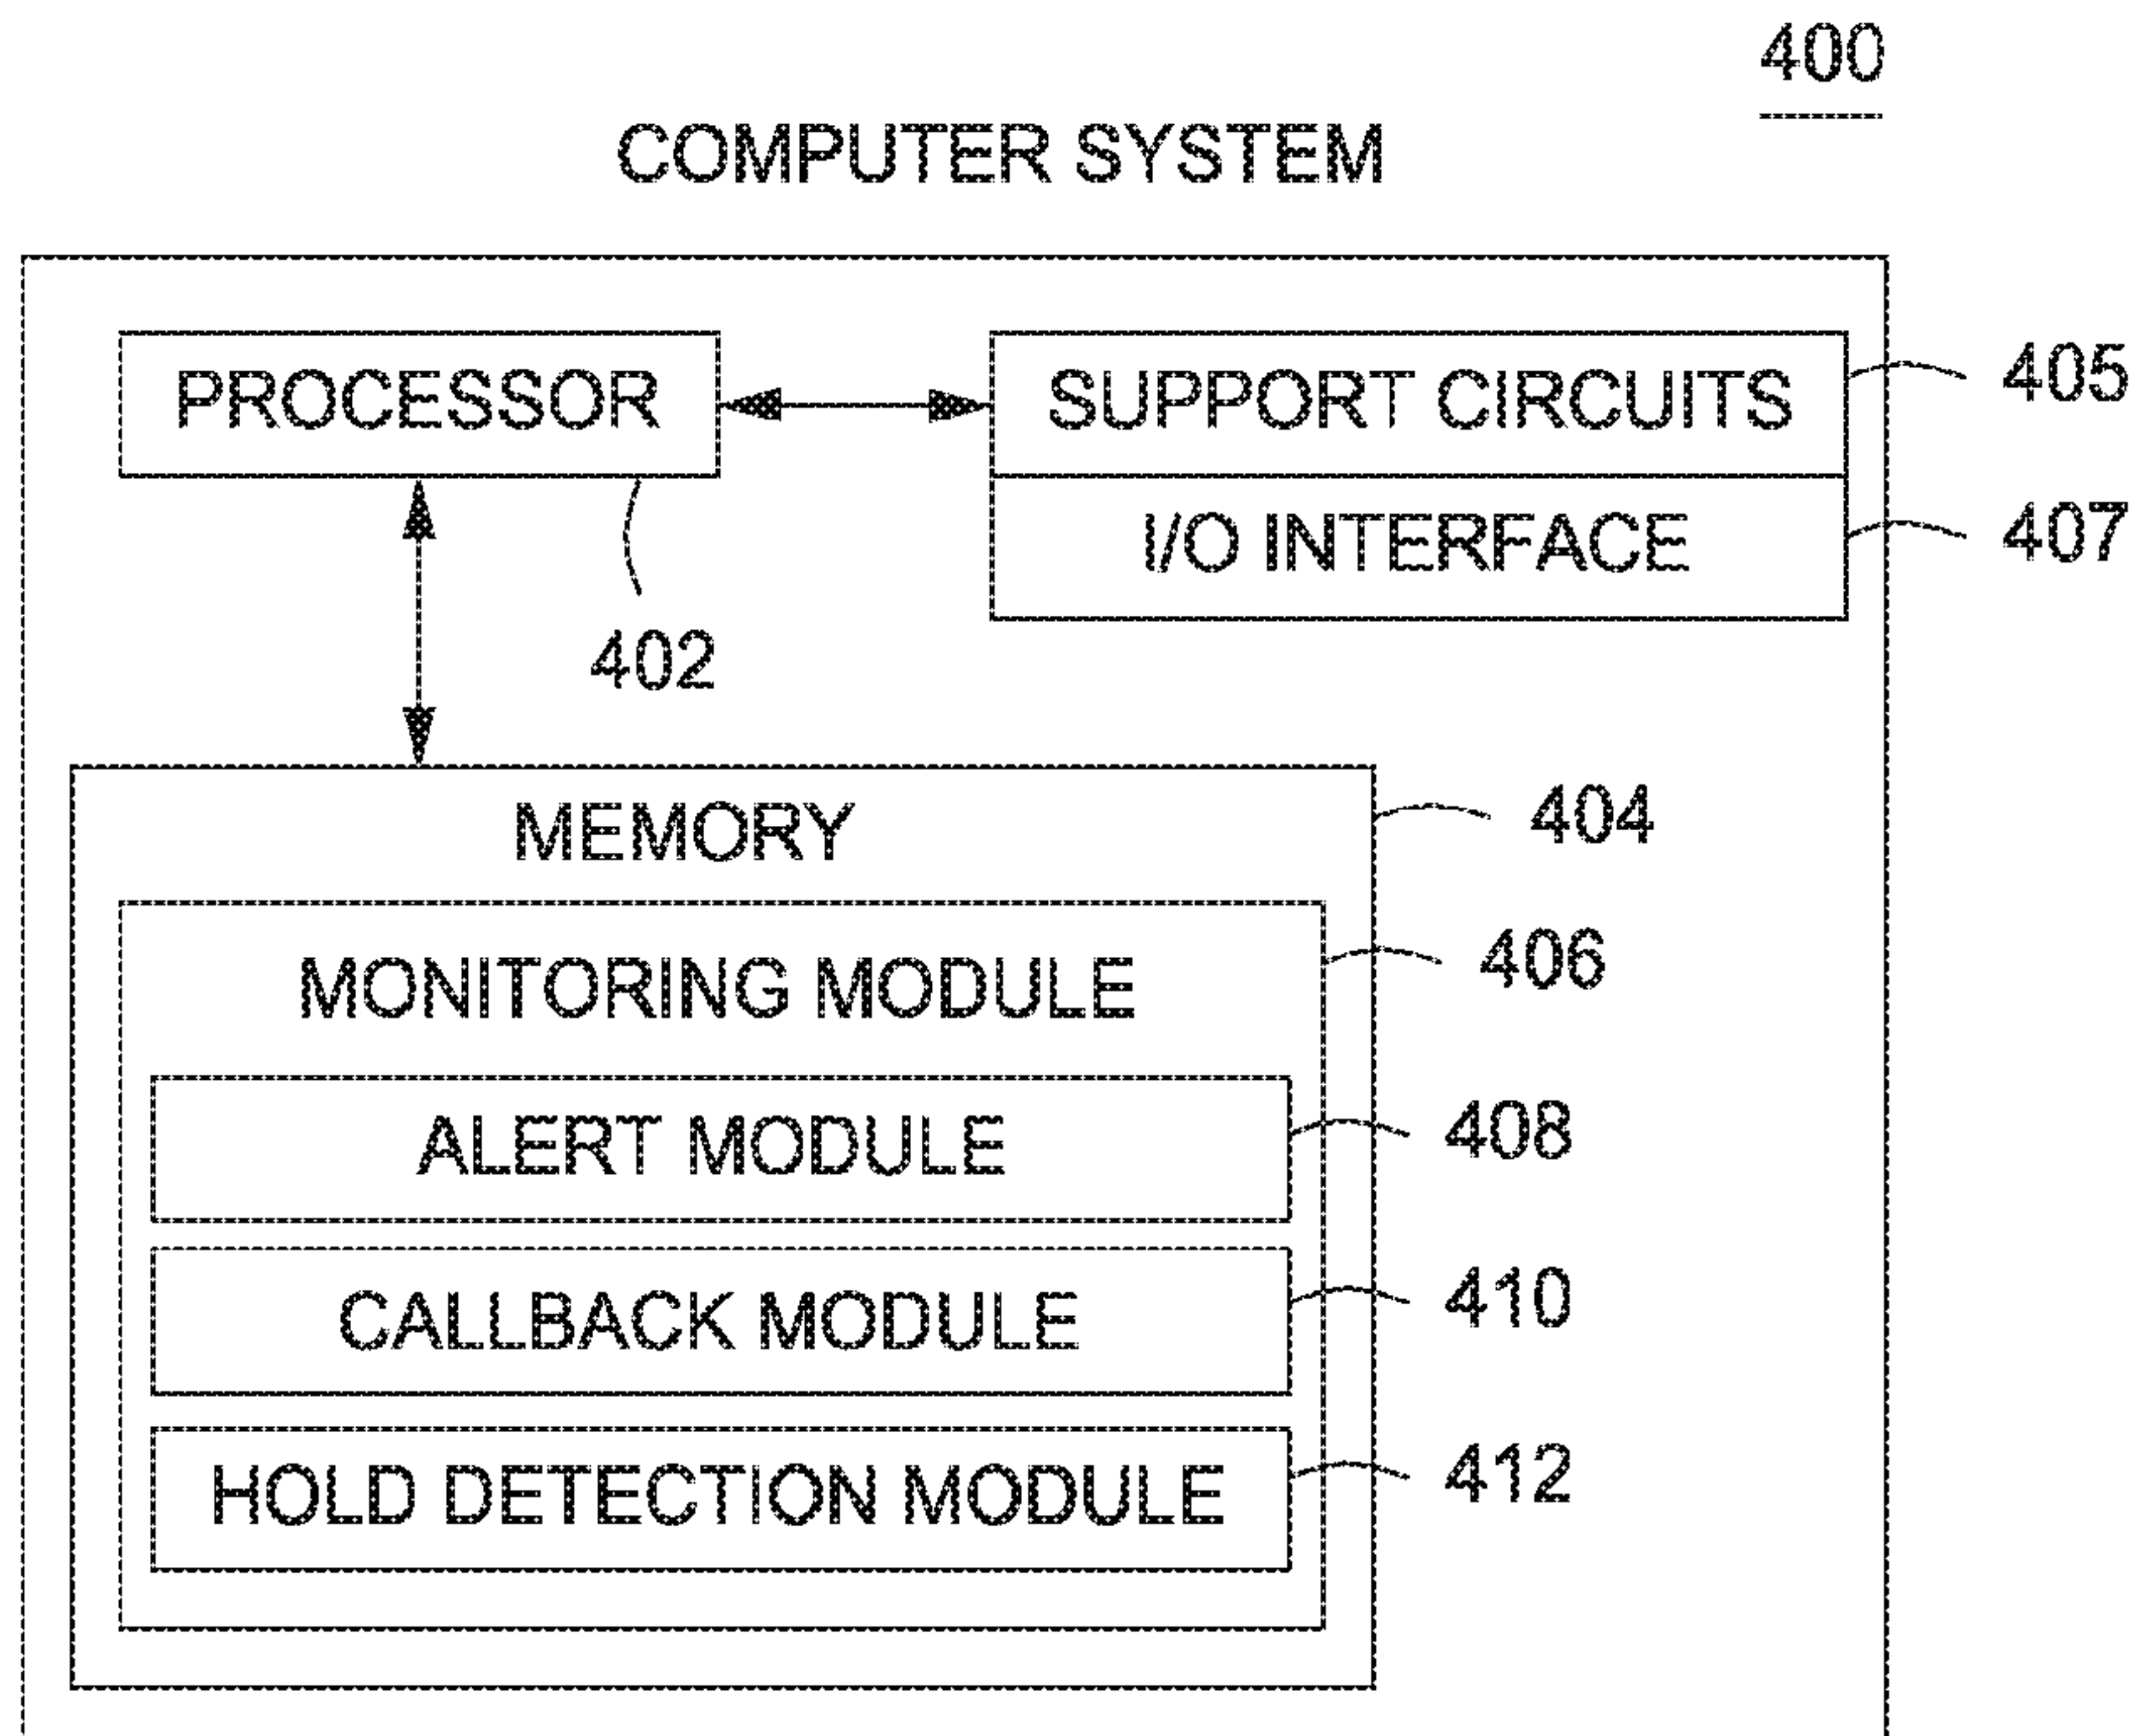 400
COMPUTER SYSTEM
PROCESSOR
SUPPORT CIRCUITS
405
I/O INTERFACE
407
402
MEMORY
404
MONITORING MODULE
406
ALERT MODULE
408
CALLBACK MODULE
410
HOLD DETECTION MODULE
412